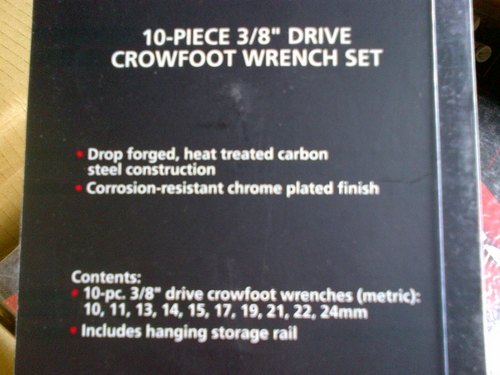 10-PIECE 3/8" DRIVE
CROWFOOT WRENCH SET
• Drop forged, heat treated carbon
steel construction
• Corrosion-resistant chrome plated finish
Contents:
• 10-pc. 3/8" drive crowfoot wrenches (metric):
10, 11, 13, 14, 15, 17, 19, 21, 22, 24mm
• Includes hanging storage rail